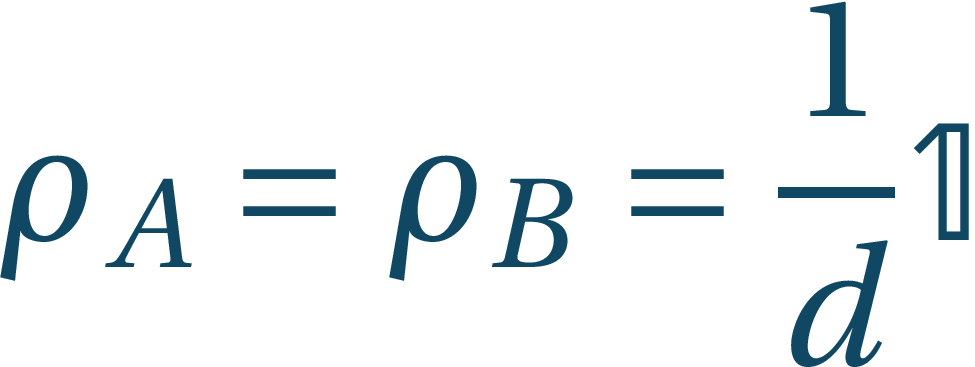 ρ_A = ρ_B = \frac{1}{d} 𝟙